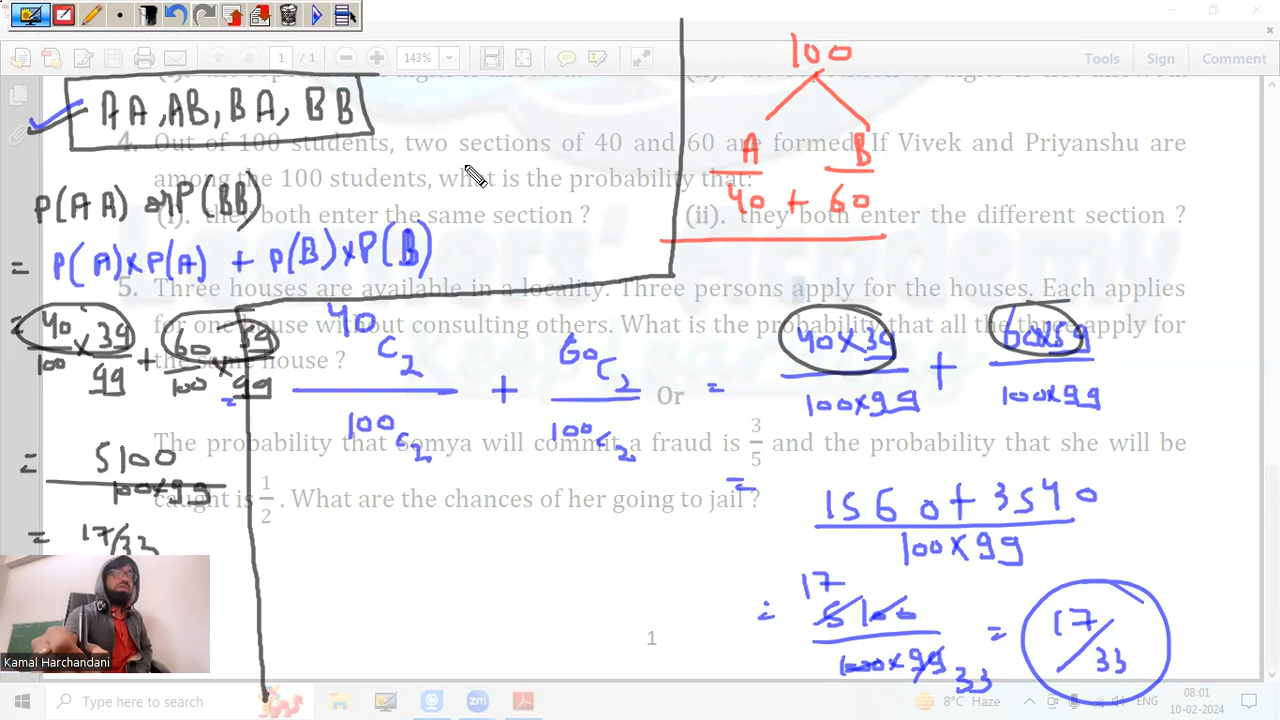 1 / 1
143%
Tools
Sign
Comment
AA, AB, BA, BB
100
A B
40 + 60
4. Out of 100 students, two sections of 40 and 60 are formed. If Vivek and Priyanshu are
among the 100 students, what is the probability that:
(i). they both enter the same section ?
(ii). they both enter the different section ?
P(AA) or P(BB)
= P(A)×P(A) + P(B)×P(B)
5. Three houses are available in a locality. Three persons apply for the houses. Each applies
for one house without consulting others. What is the probability that all the three apply for
the same house ?
= 40/100 × 39/99 + 60/100 × 59/99
= 40C2/100C2 + 60C2/100C2
= 40×39/100×99 + 60×59/100×99
Or
The probability that Somya will commit a fraud is 3/5 and the probability that she will be
caught is 1/2. What are the chances of her going to jail ?
= 5100/100×99
= 17/33
= 1560+3540/100×99
= 17 5100/100×99 33 = 17/33
1
Kamal Harchandani
Type here to search
8°C Haze
ENG
08:01
10-02-2024